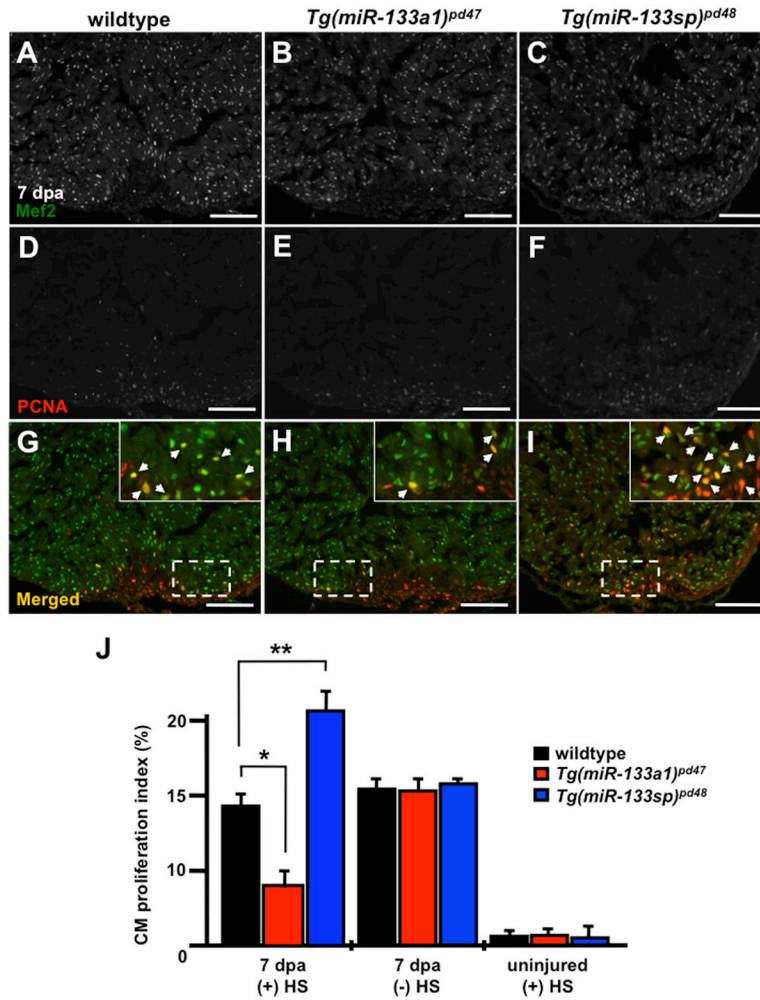 wildtype
Tg(miR-133a1)pd47
Tg(miR-133sp)pd48
A
B
C
7 dpa
Mef2
D
E
F
PCNA
G
H
I
Merged
J
**
*
CM proliferation index (%)
20
15
10
0
wildtype
Tg(miR-133a1)pd47
Tg(miR-133sp)pd48
7 dpa
(+) HS
7 dpa
(-) HS
uninjured
(+) HS